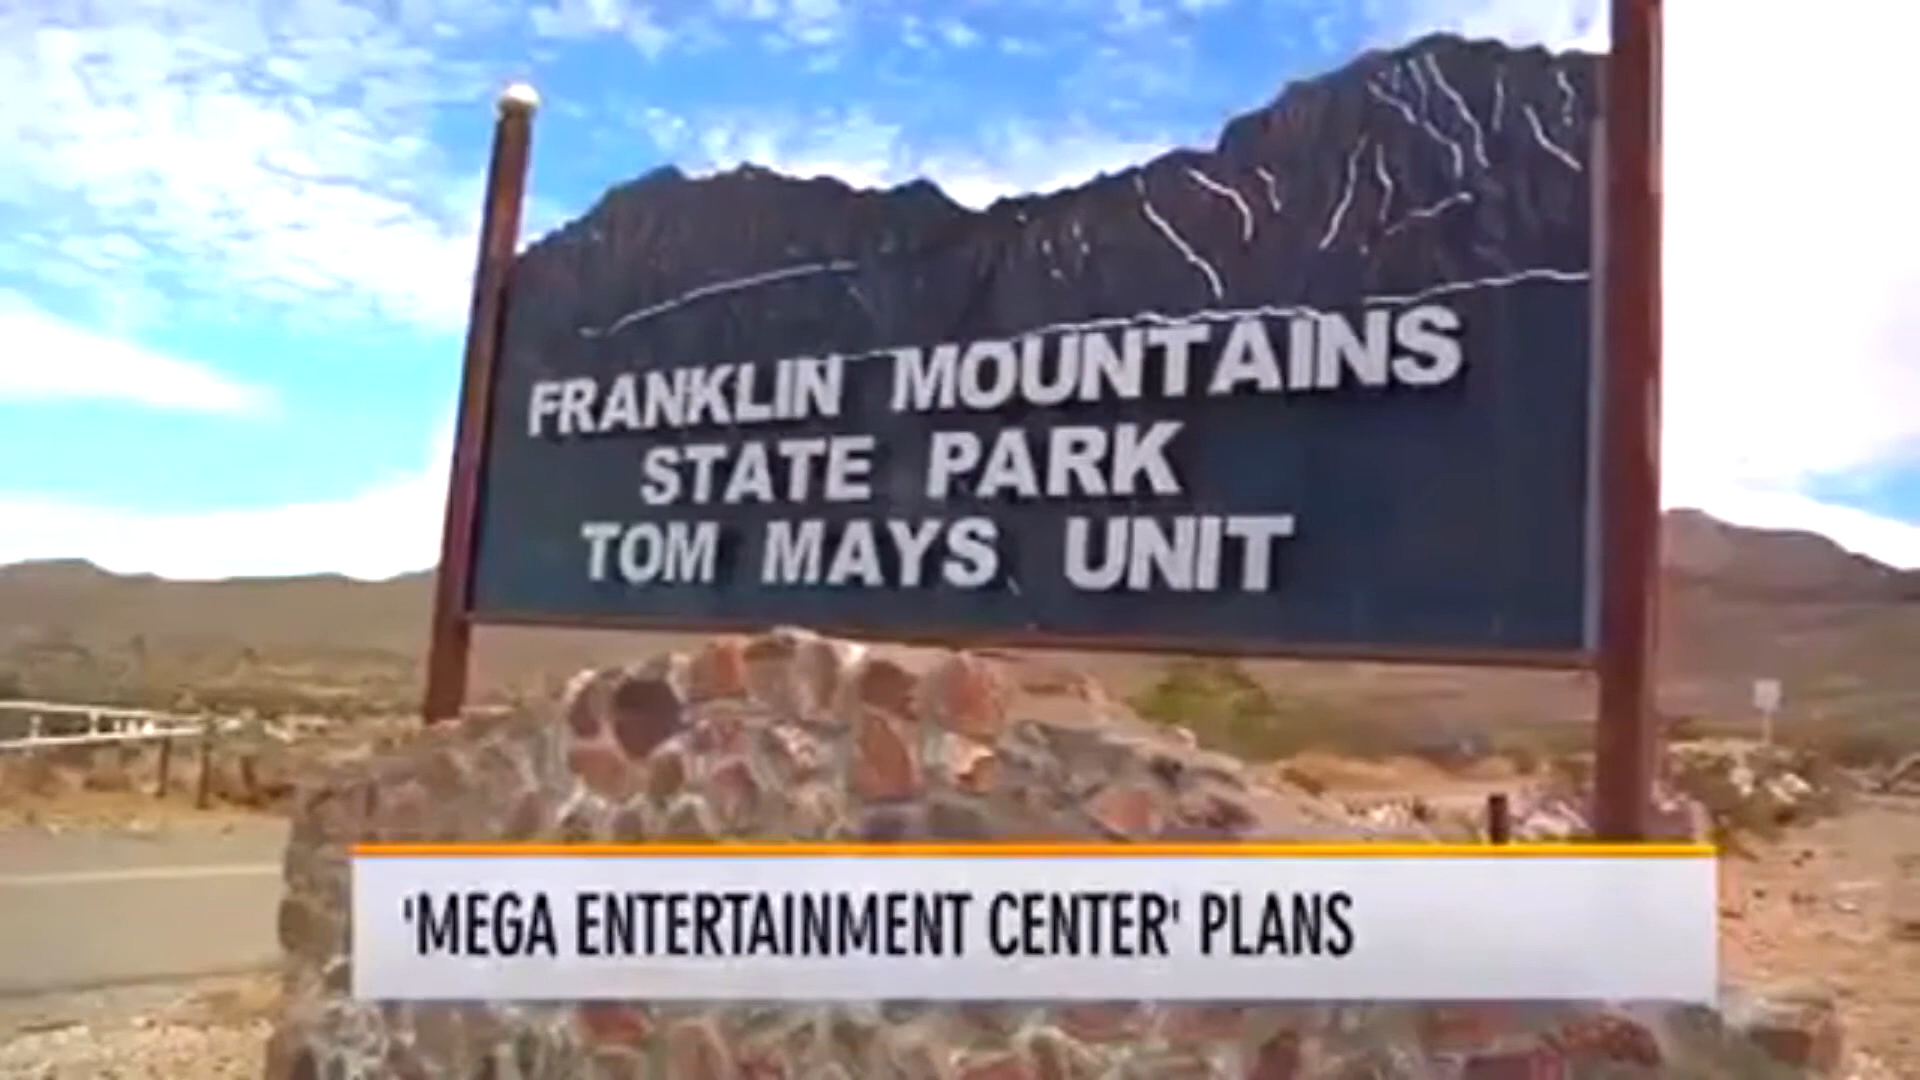 FRANKLIN MOUNTAINS
STATE PARK
TOM MAYS UNIT
'MEGA ENTERTAINMENT CENTER' PLANS